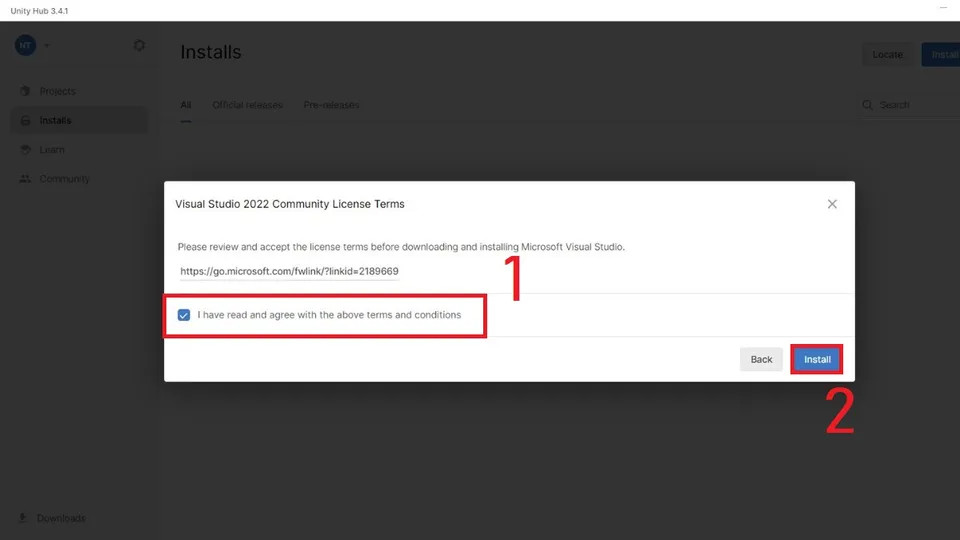 Unity Hub 3.4.1
NT
Installs
Locate
Install
Projects
All
Official releases
Pre-releases
Search
Installs
Learn
Community
Visual Studio 2022 Community License Terms
Please review and accept the license terms before downloading and installing Microsoft Visual Studio.
https://go.microsoft.com/fwlink/?linkid=2189669
1
I have read and agree with the above terms and conditions
Back
Install
2
Downloads